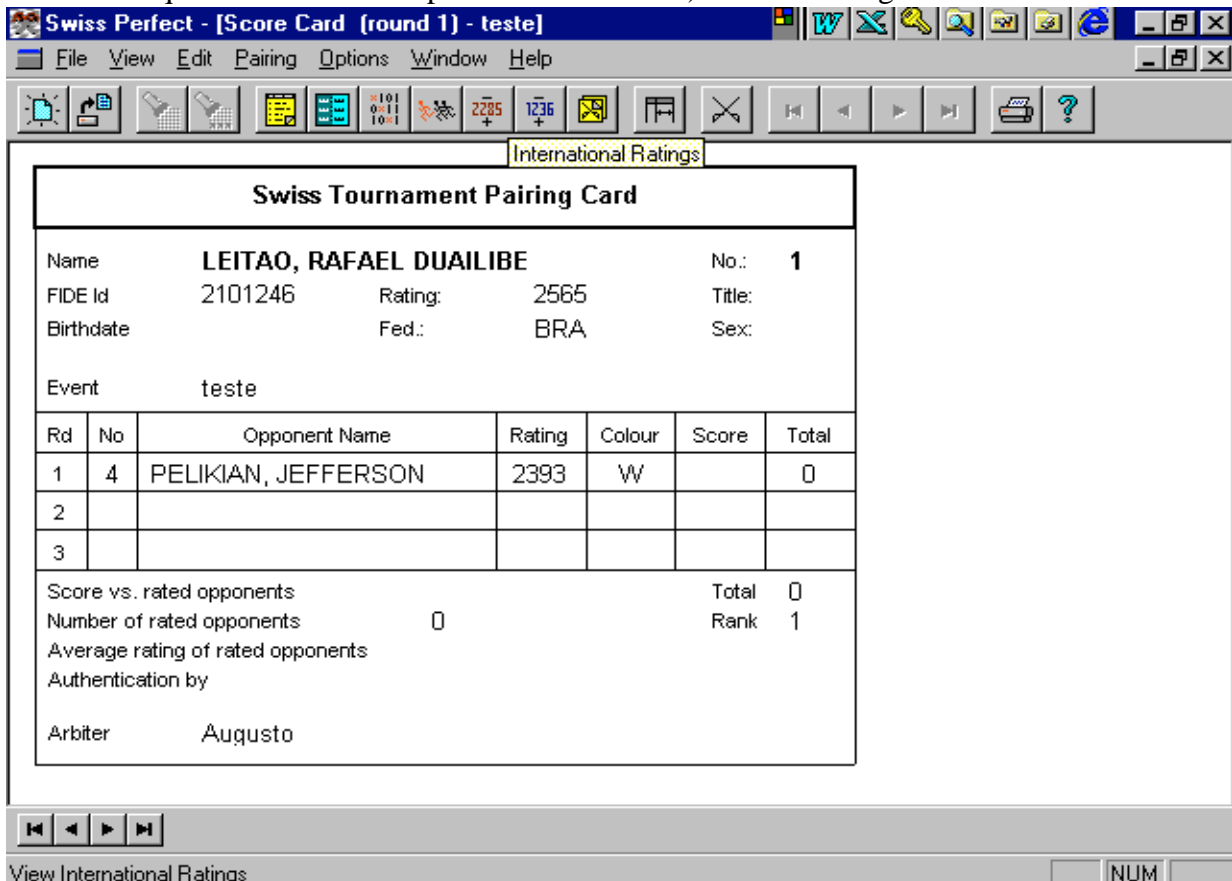 Swiss Perfect - [Score Card (round 1) - teste]
File View Edit Pairing Options Window Help
2285 1236
International Ratings
Swiss Tournament Pairing Card
Name LEITAO, RAFAEL DUAILIBE No.: 1
FIDE Id 2101246 Rating: 2565 Title:
Birthdate Fed.: BRA Sex:
Event teste
Rd No Opponent Name Rating Colour Score Total
1 4 PELIKIAN, JEFFERSON 2393 W 0
2
3
Score vs. rated opponents Total 0
Number of rated opponents 0 Rank 1
Average rating of rated opponents
Authentication by
Arbiter Augusto
View International Ratings NUM